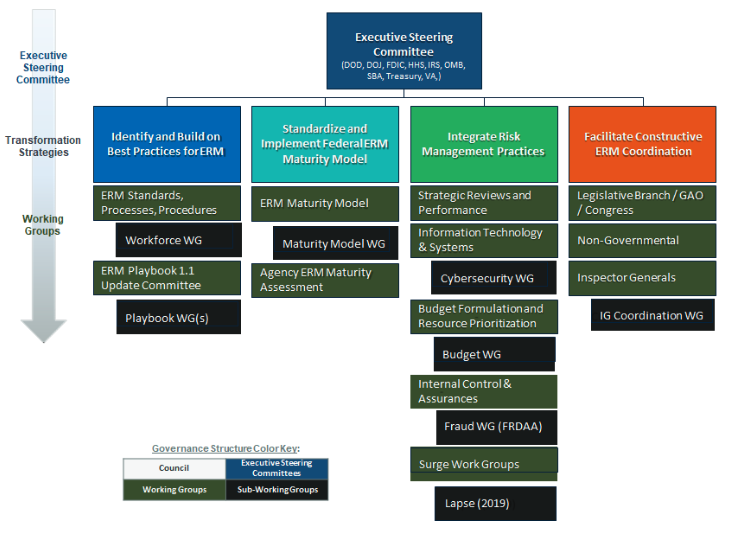 Executive Steering
Committee
(DOD, DOJ, FDIC, HHS, IRS, OMB,
SBA, Treasury, VA,)
Executive
Steering
Committee
Transformation
Strategies
Working
Groups
Identify and Build on
Best Practices for ERM
ERM Standards,
Processes, Procedures
Workforce WG
ERM Playbook 1.1
Update Committee
Playbook WG(s)
Standardize and
Implement Federal ERM
Maturity Model
ERM Maturity Model
Maturity Model WG
Agency ERM Maturity
Assessment
Integrate Risk
Management Practices
Strategic Reviews and
Performance
Information Technology
& Systems
Cybersecurity WG
Budget Formulation and
Resource Prioritization
Budget WG
Internal Control &
Assurances
Fraud WG (FRDAA)
Surge Work Groups
Lapse (2019)
Facilitate Constructive
ERM Coordination
Legislative Branch / GAO
/ Congress
Non-Governmental
Inspector Generals
IG Coordination WG
Governance Structure Color Key:
Council
Executive Steering
Committees
Working Groups
Sub-Working Groups